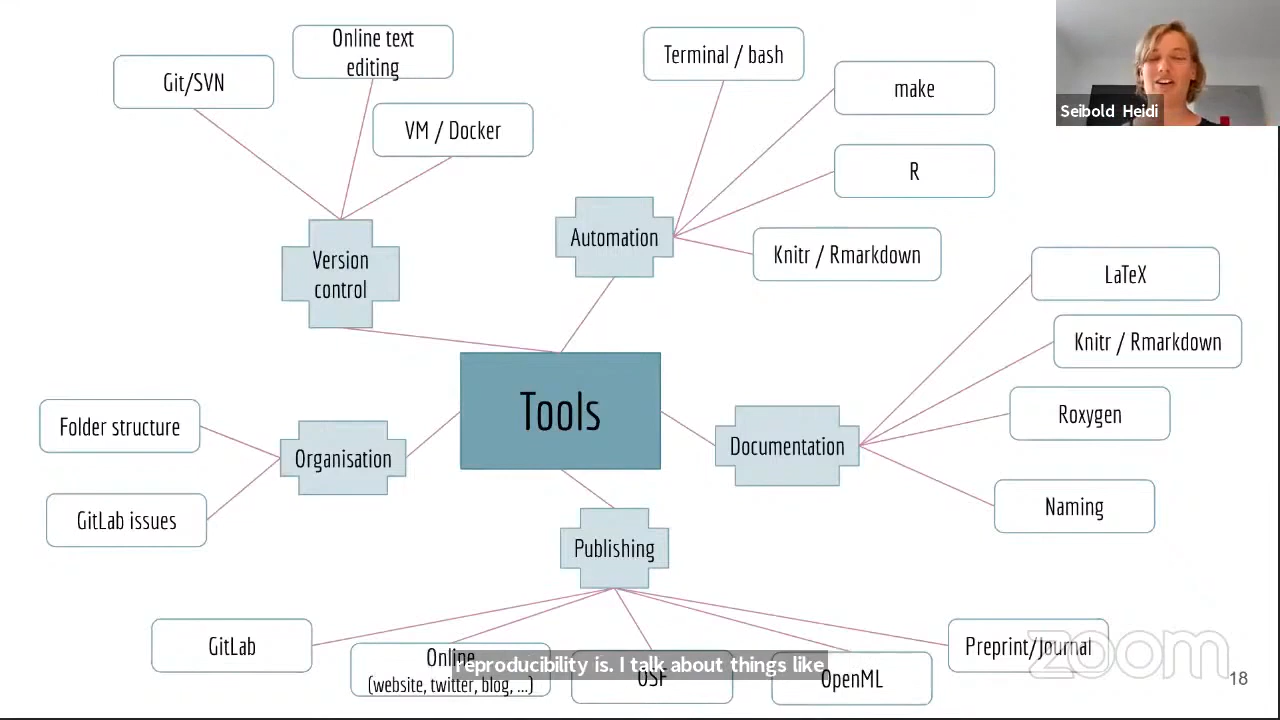 Online text
editing
Terminal / bash
Git/SVN
make
Seibold Heidi
VM / Docker
R
Automation
Knitr / Rmarkdown
Version
control
LaTeX
Knitr / Rmarkdown
Tools
Roxygen
Folder structure
Documentation
Organisation
Naming
GitLab issues
Publishing
GitLab
Online
(website, twitter, blog, ...)
OSF
OpenML
Preprint/Journal
reproducibility is. I talk about things like
zoom
18